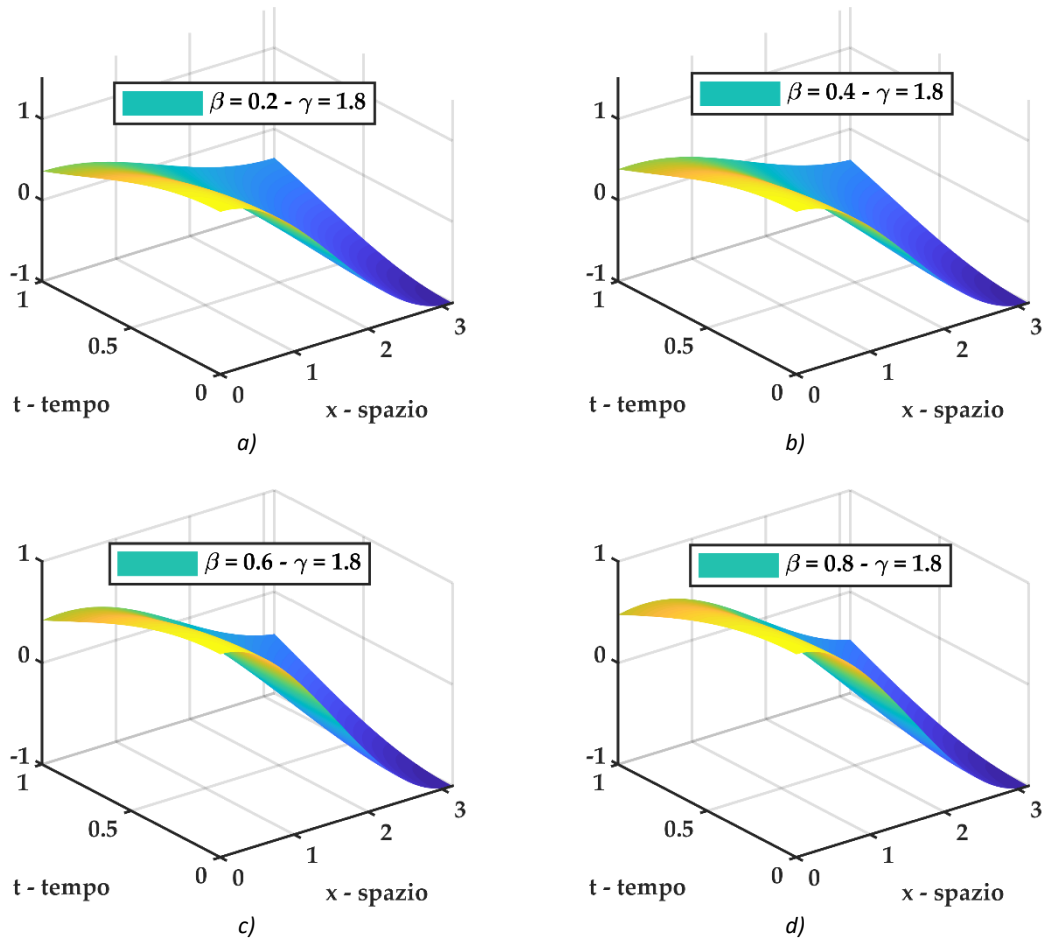 β = 0.2 - γ = 1.8
1
0
-1
1
0.5
0
0
1
2
3
t - tempo
x - spazio
a)
β = 0.4 - γ = 1.8
1
0
-1
1
0.5
0
0
1
2
3
t - tempo
x - spazio
b)
β = 0.6 - γ = 1.8
1
0
-1
1
0.5
0
0
1
2
3
t - tempo
x - spazio
c)
β = 0.8 - γ = 1.8
1
0
-1
1
0.5
0
0
1
2
3
t - tempo
x - spazio
d)